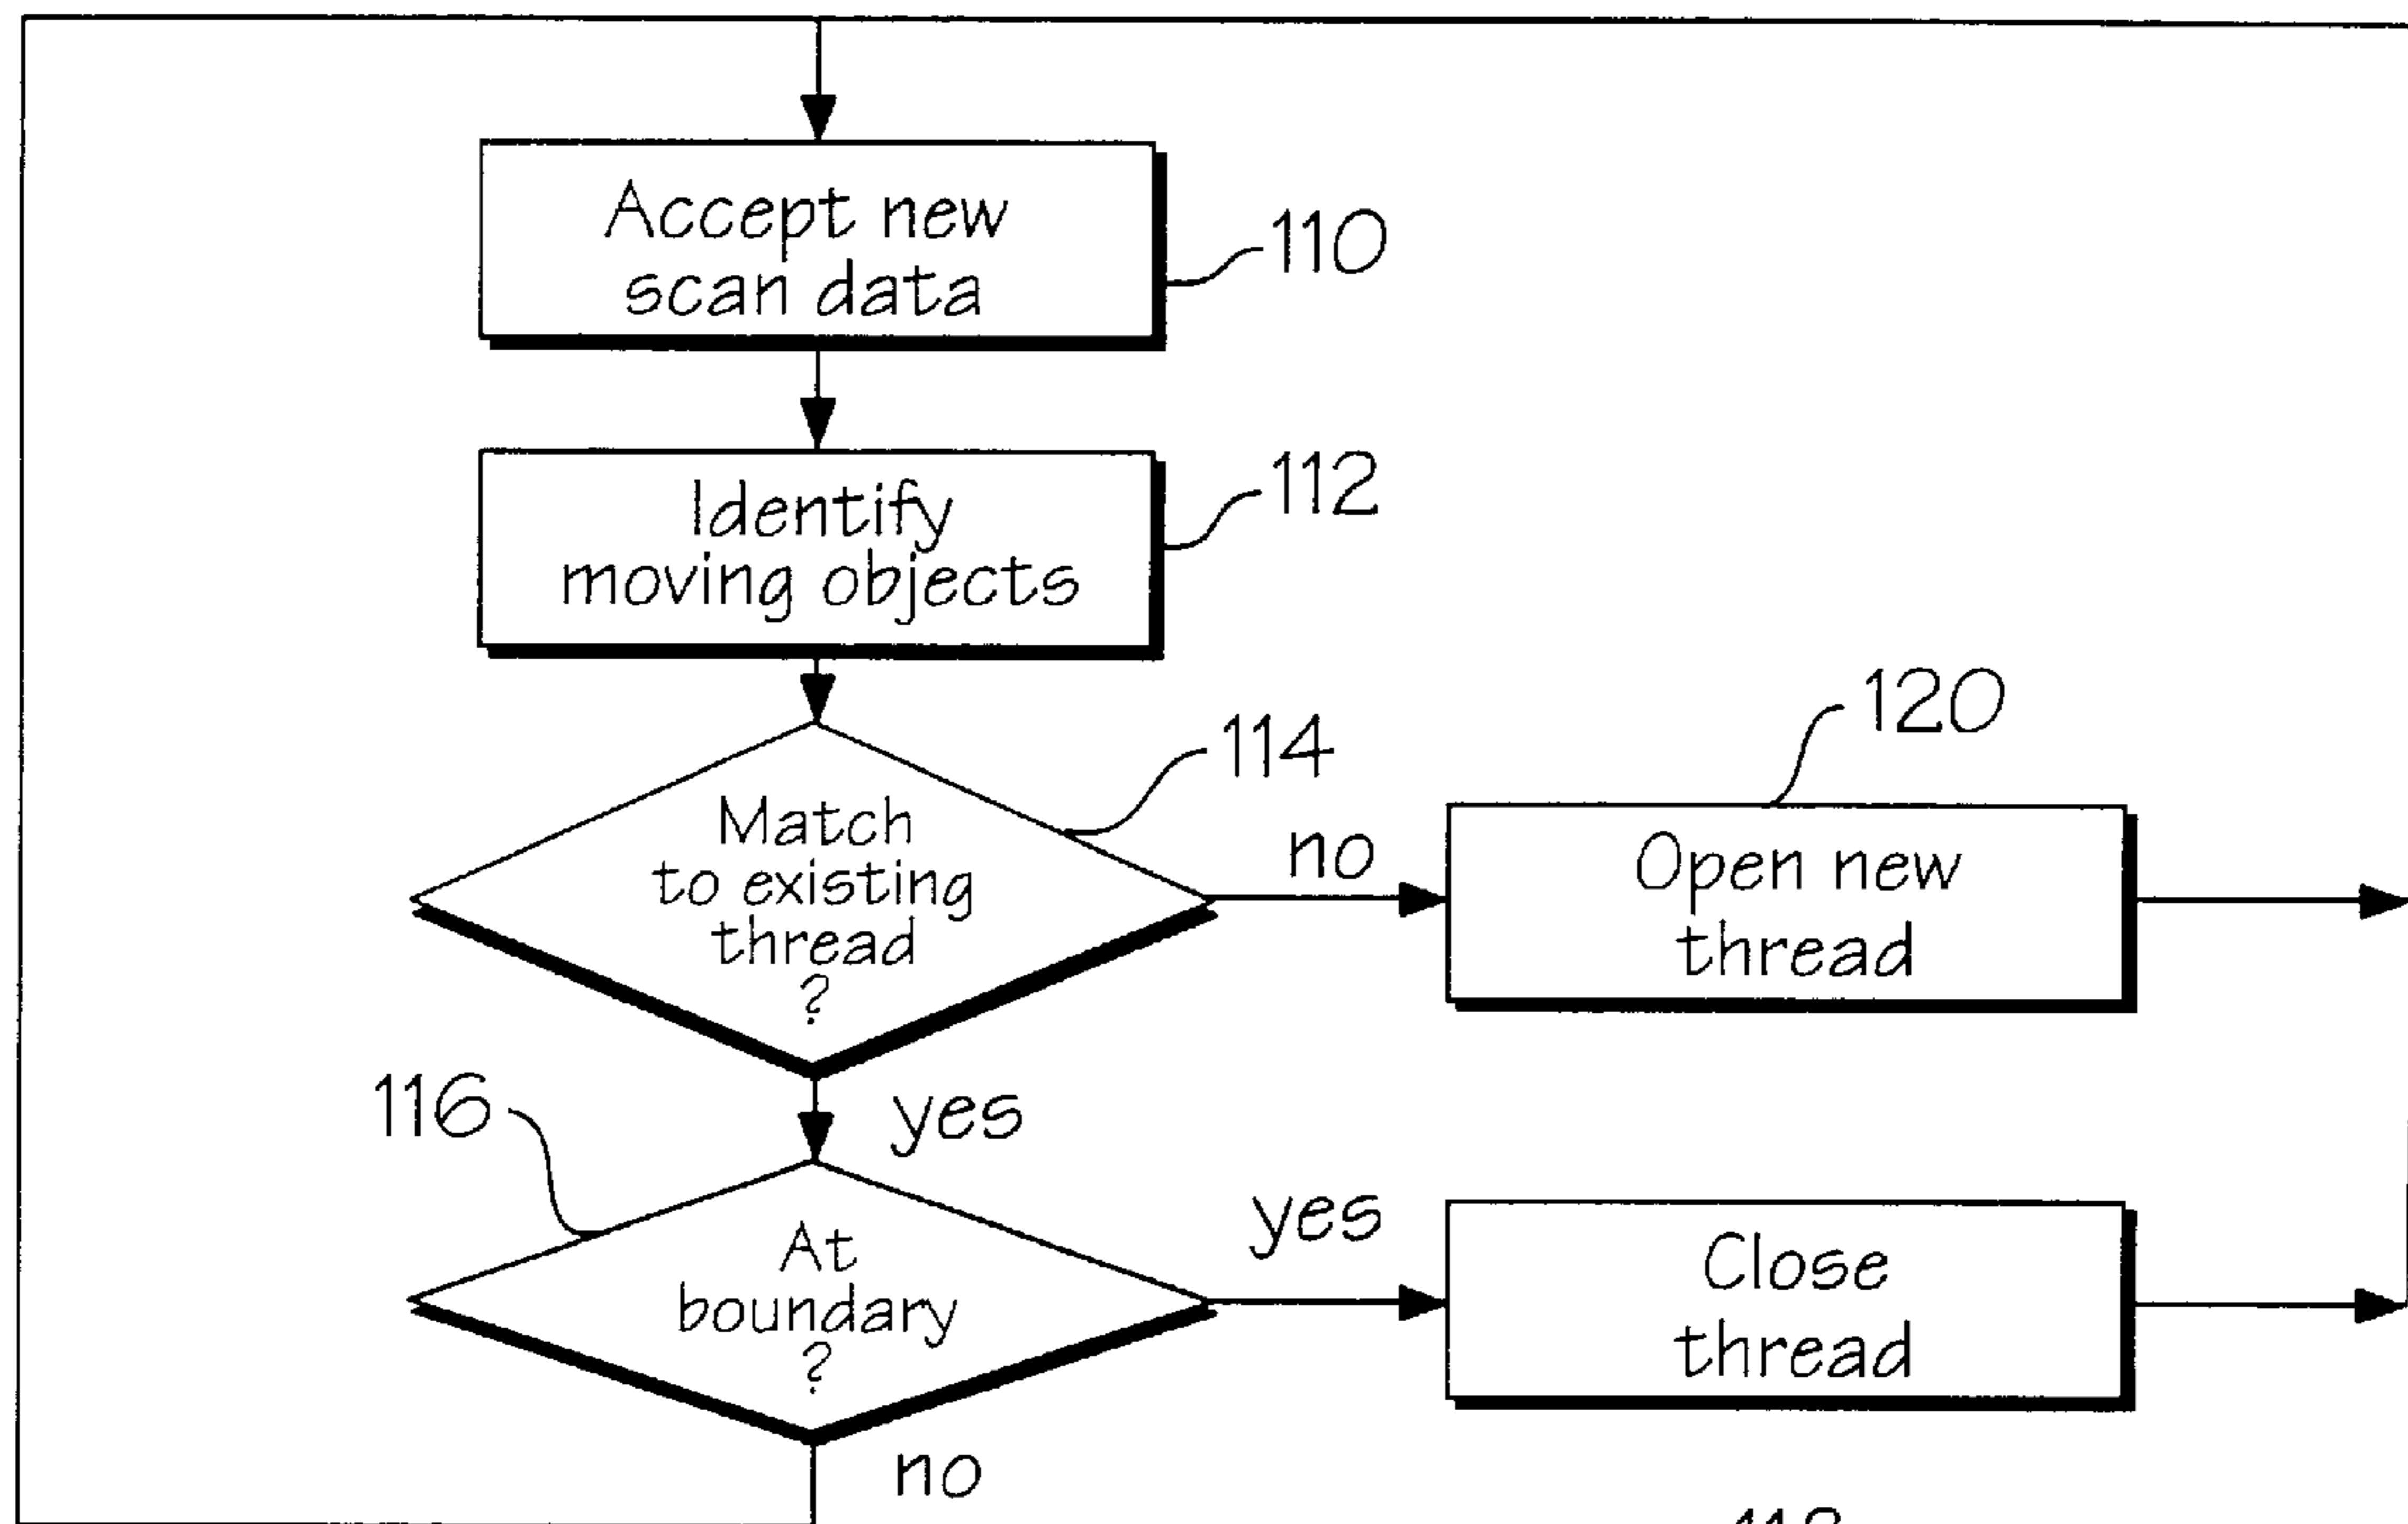 Accept new
scan data
110
Identify
moving objects
112
Match
to existing
thread
?
114
no
120
Open new
thread
116
yes
At
boundary
?
yes
Close
thread
no